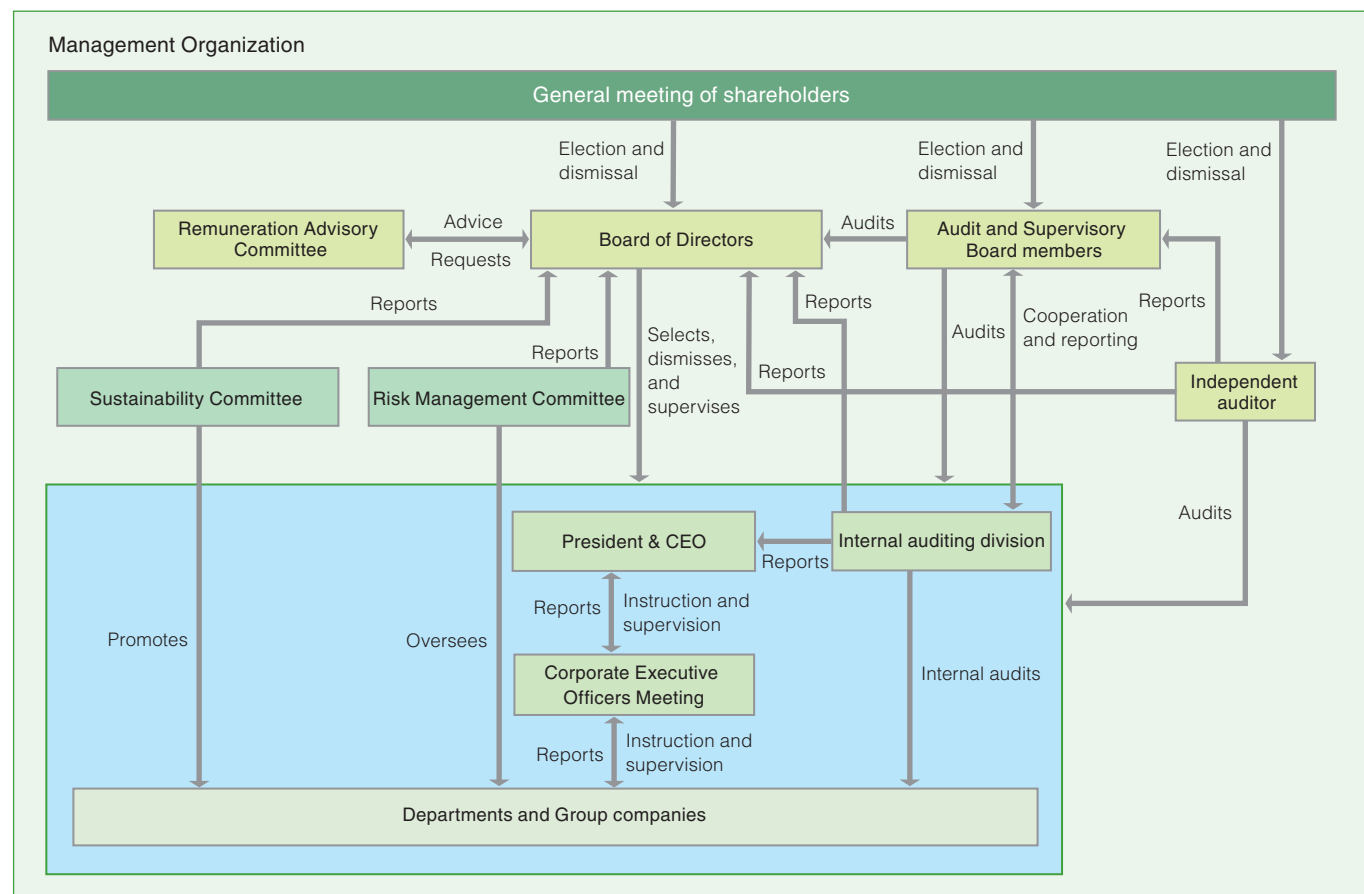 Management Organization
General meeting of shareholders
Election and
dismissal
Election and
dismissal
Election and
dismissal
Remuneration Advisory
Committee
Advice
Requests
Board of Directors
Audits
Audit and Supervisory
Board members
Reports
Reports
Selects,
dismisses,
and
supervises
Reports
Reports
Audits
Cooperation
and reporting
Reports
Sustainability Committee
Risk Management Committee
Independent
auditor
Audits
President & CEO
Reports
Internal auditing division
Reports
Instruction and
supervision
Promotes
Oversees
Corporate Executive
Officers Meeting
Internal audits
Reports
Instruction and
supervision
Departments and Group companies